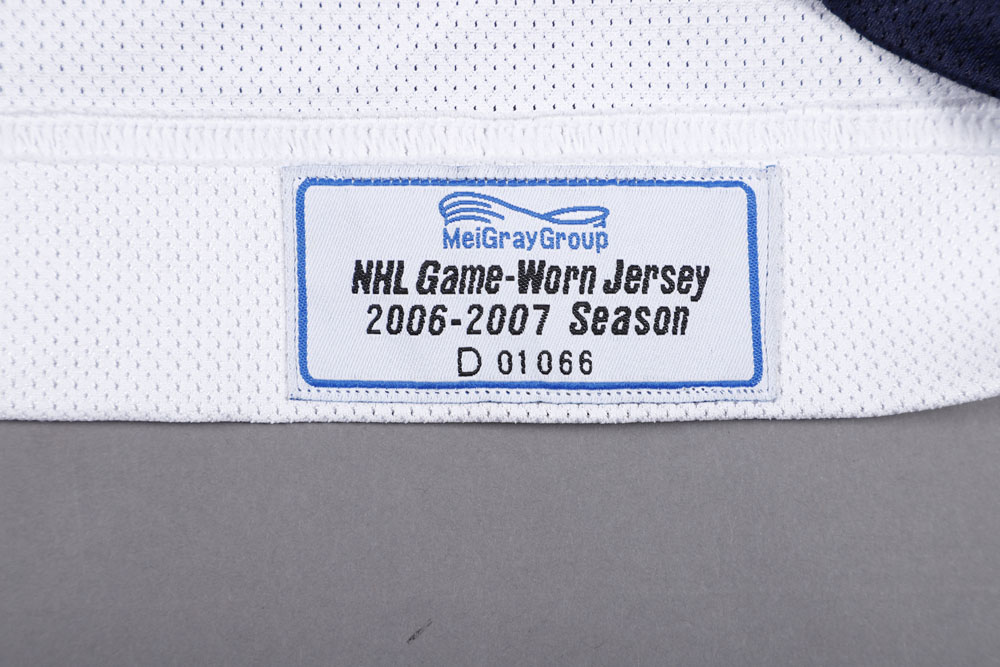 MeiGrayGroup
NHL Game-Worn Jersey
2006-2007 Season
D 01066